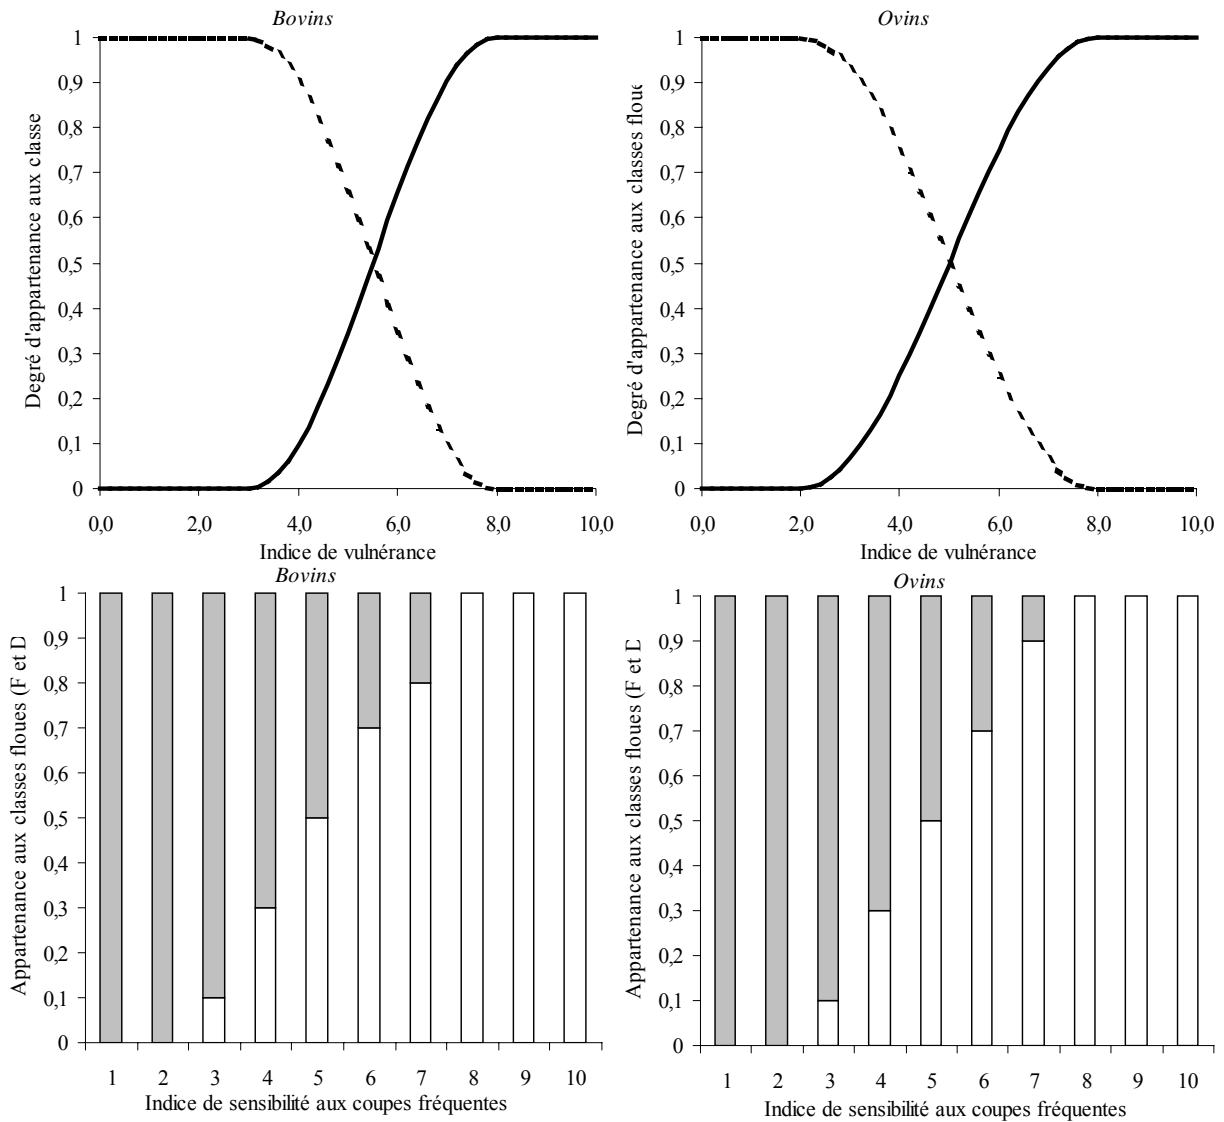 Bovins
Degré d'appartenance aux classe
1
0,9
0,8
0,7
0,6
0,5
0,4
0,3
0,2
0,1
0
0,0 2,0 4,0 6,0 8,0 10,0
Indice de vulnérance
Ovins
Degré d'appartenance aux classes floue
1
0,9
0,8
0,7
0,6
0,5
0,4
0,3
0,2
0,1
0
0,0 2,0 4,0 6,0 8,0 10,0
Indice de vulnérance
Bovins
Appartenance aux classes floues (F et D
1
0,9
0,8
0,7
0,6
0,5
0,4
0,3
0,2
0,1
0
1 2 3 4 5 6 7 8 9 10
Indice de sensibilité aux coupes fréquentes
Ovins
Appartenance aux classes floues (F et D
1
0,9
0,8
0,7
0,6
0,5
0,4
0,3
0,2
0,1
0
1 2 3 4 5 6 7 8 9 10
Indice de sensibilité aux coupes fréquentes